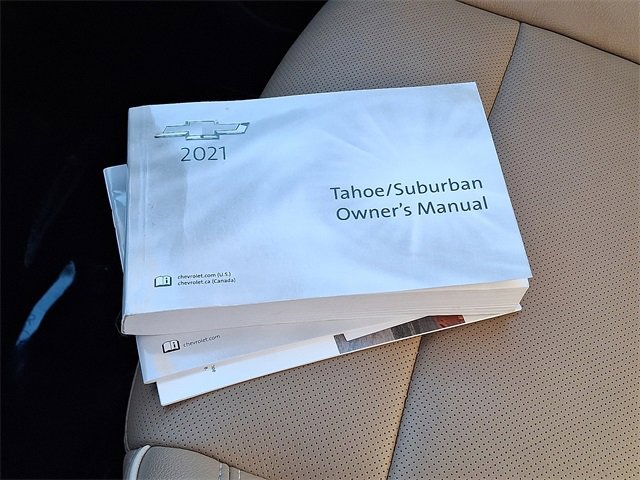 2021
Tahoe/Suburban
Owner's Manual
chevrolet.com (U.S.)
chevrolet.ca (Canada)
chevrolet.com